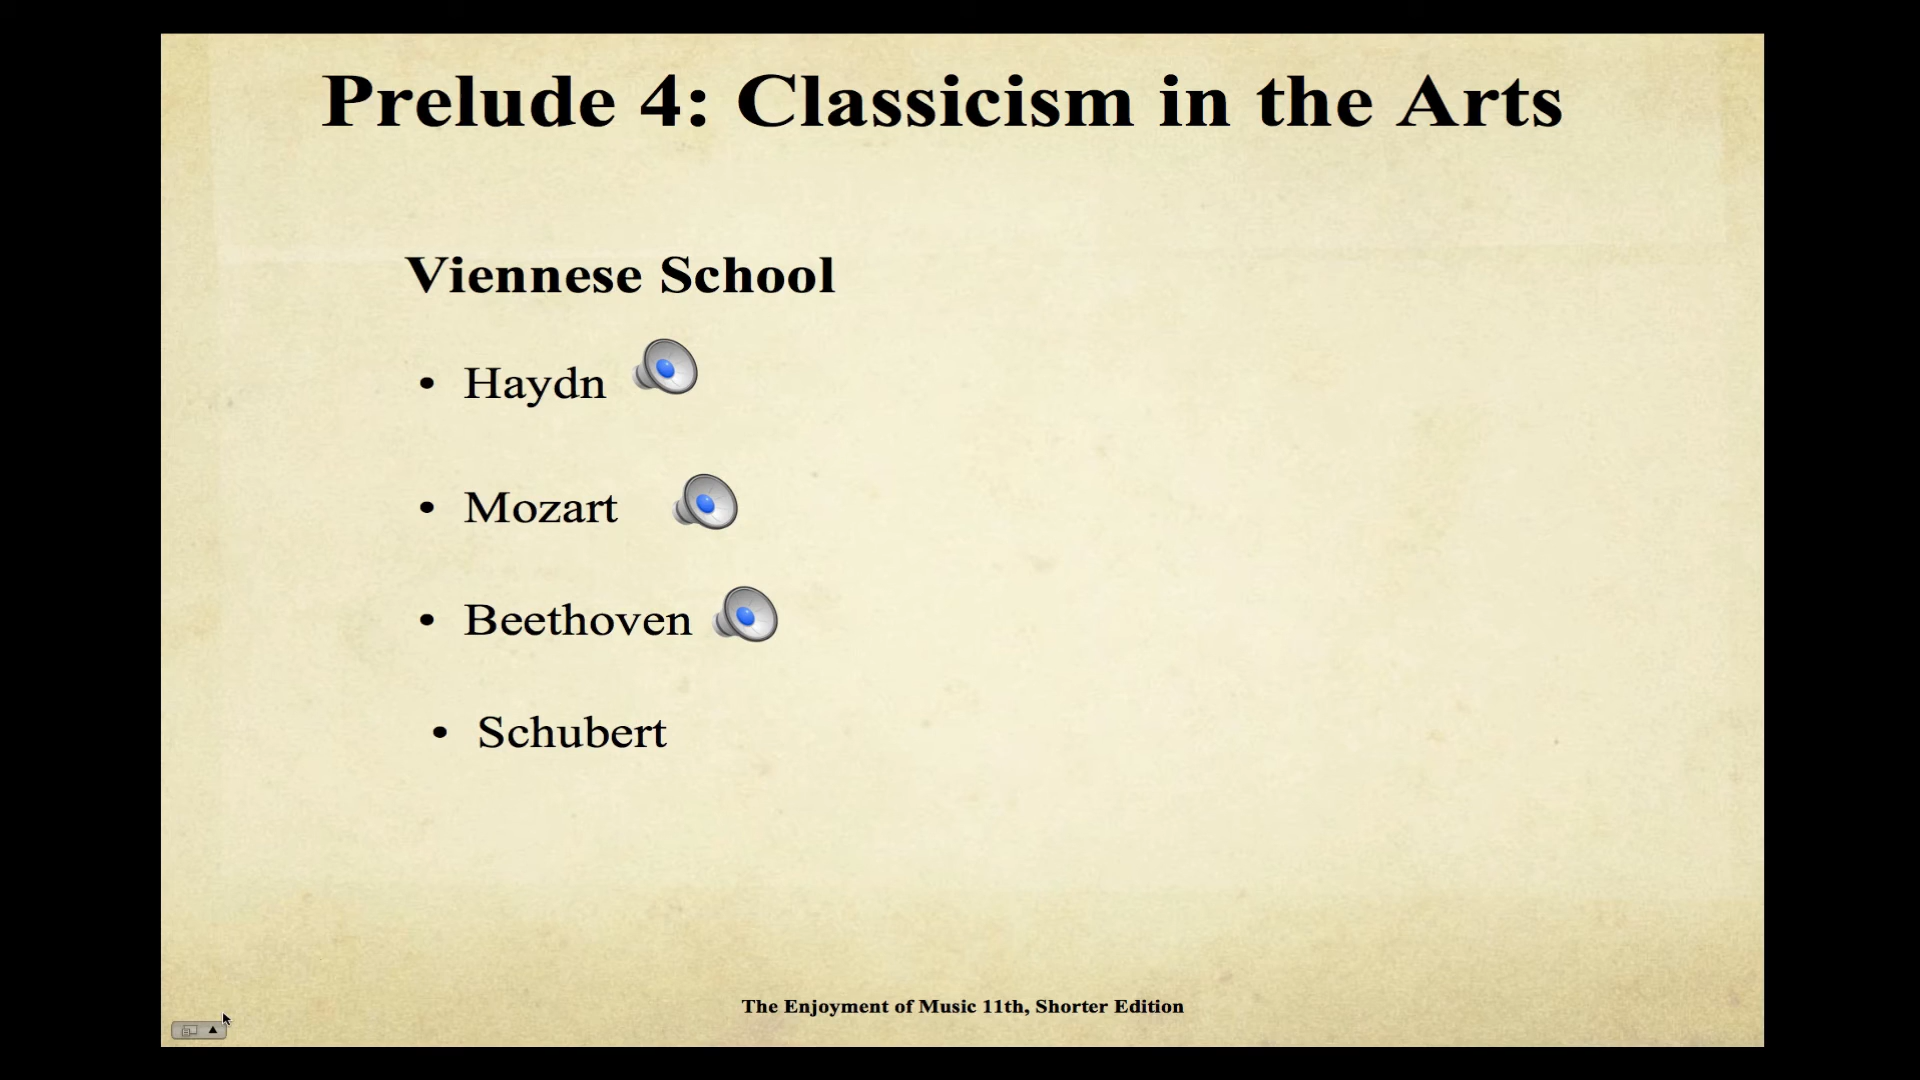 Prelude 4: Classicism in the Arts
Viennese School
• Haydn
• Mozart
• Beethoven
• Schubert
The Enjoyment of Music 11th, Shorter Edition